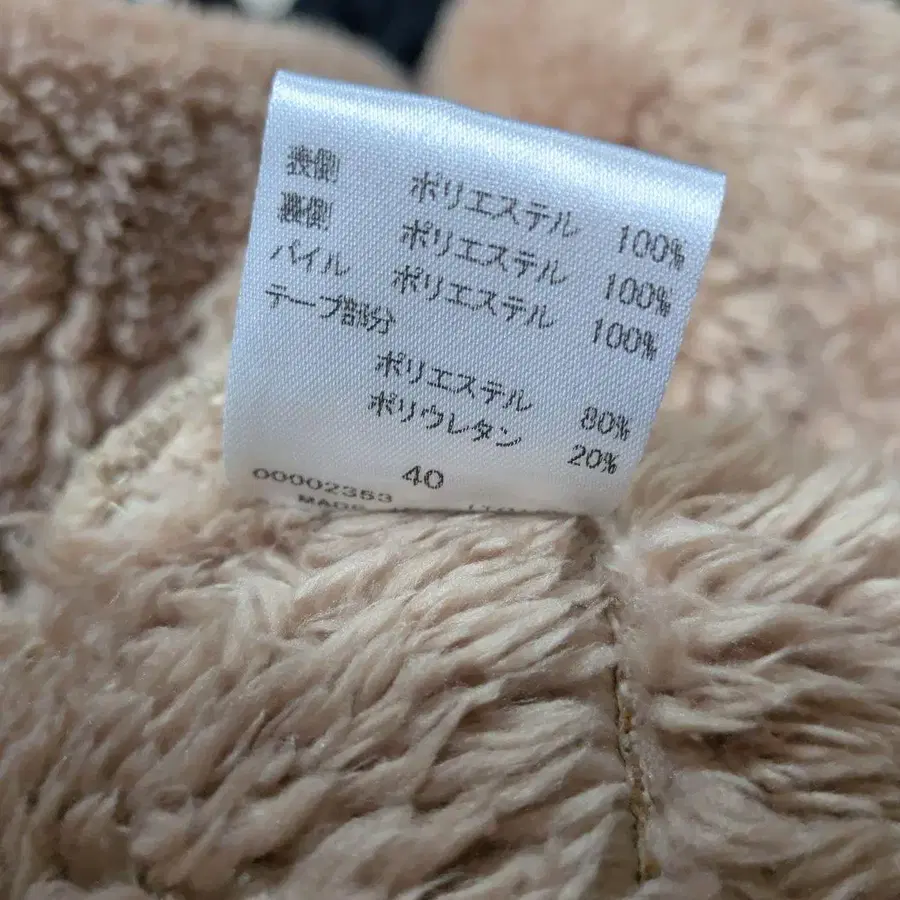 表側 ポリエステル 100%
裏側 ポリエステル 100%
パイル ポリエステル 100%
テープ部分
ポリエステル 80%
ポリウレタン 20%
40
00002353